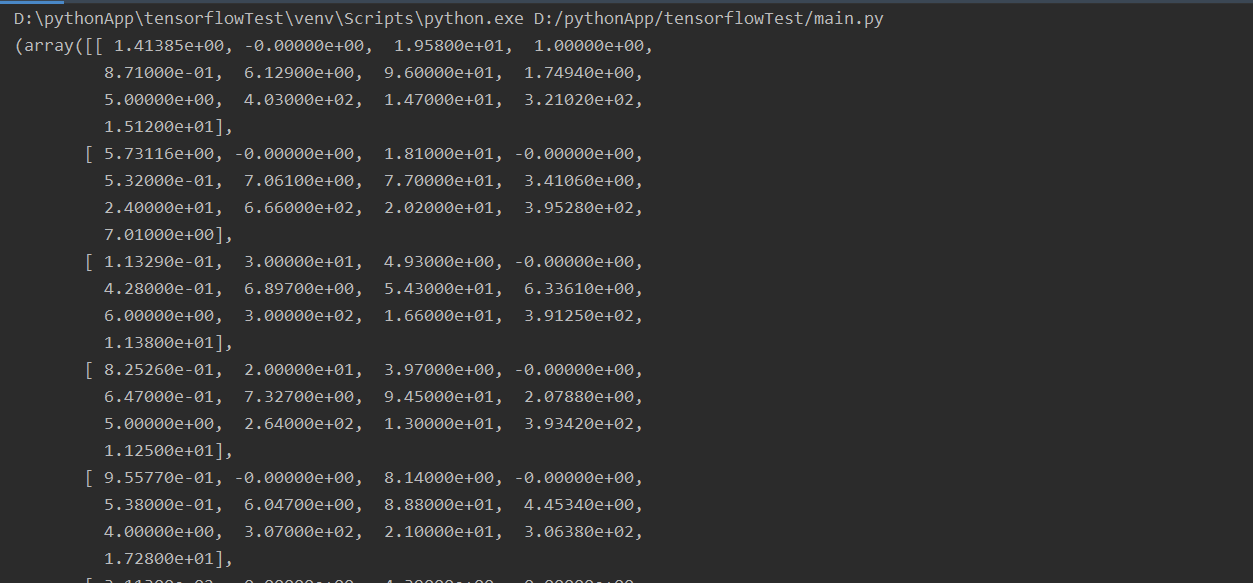 D:\pythonApp\tensorflowTest\venv\Scripts\python.exe D:/pythonApp/tensorflowTest/main.py
(array([[ 1.41385e+00, -0.00000e+00,  1.95800e+01,  1.00000e+00,
8.71000e-01,  6.12900e+00,  9.60000e+01,  1.74940e+00,
5.00000e+00,  4.03000e+02,  1.47000e+01,  3.21020e+02,
1.51200e+01],
[ 5.73116e+00, -0.00000e+00,  1.81000e+01, -0.00000e+00,
5.32000e-01,  7.06100e+00,  7.70000e+01,  3.41060e+00,
2.40000e+01,  6.66000e+02,  2.02000e+01,  3.95280e+02,
7.01000e+00],
[ 1.13290e-01,  3.00000e+01,  4.93000e+00, -0.00000e+00,
4.28000e-01,  6.89700e+00,  5.43000e+01,  6.33610e+00,
6.00000e+00,  3.00000e+02,  1.66000e+01,  3.91250e+02,
1.13800e+01],
[ 8.25260e-01,  2.00000e+01,  3.97000e+00, -0.00000e+00,
6.47000e-01,  7.32700e+00,  9.45000e+01,  2.07880e+00,
5.00000e+00,  2.64000e+02,  1.30000e+01,  3.93420e+02,
1.12500e+01],
[ 9.55770e-01, -0.00000e+00,  8.14000e+00, -0.00000e+00,
5.38000e-01,  6.04700e+00,  8.88000e+01,  4.45340e+00,
4.00000e+00,  3.07000e+02,  2.10000e+01,  3.06380e+02,
1.72800e+01],